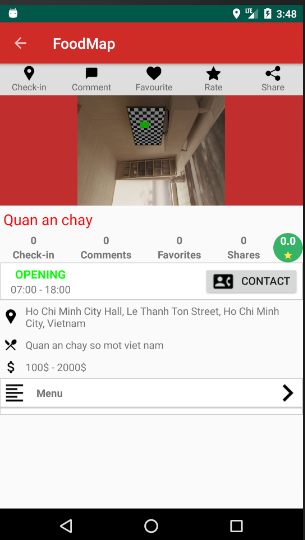 LTE 3:48
FoodMap
Check-in Comment Favourite Rate Share
Quan an chay
0 0 0 0 0.0
Check-in Comments Favorites Shares
OPENING
07:00 - 18:00
CONTACT
Ho Chi Minh City Hall, Le Thanh Ton Street, Ho Chi Minh
City, Vietnam
Quan an chay so mot viet nam
100$ - 2000$
Menu